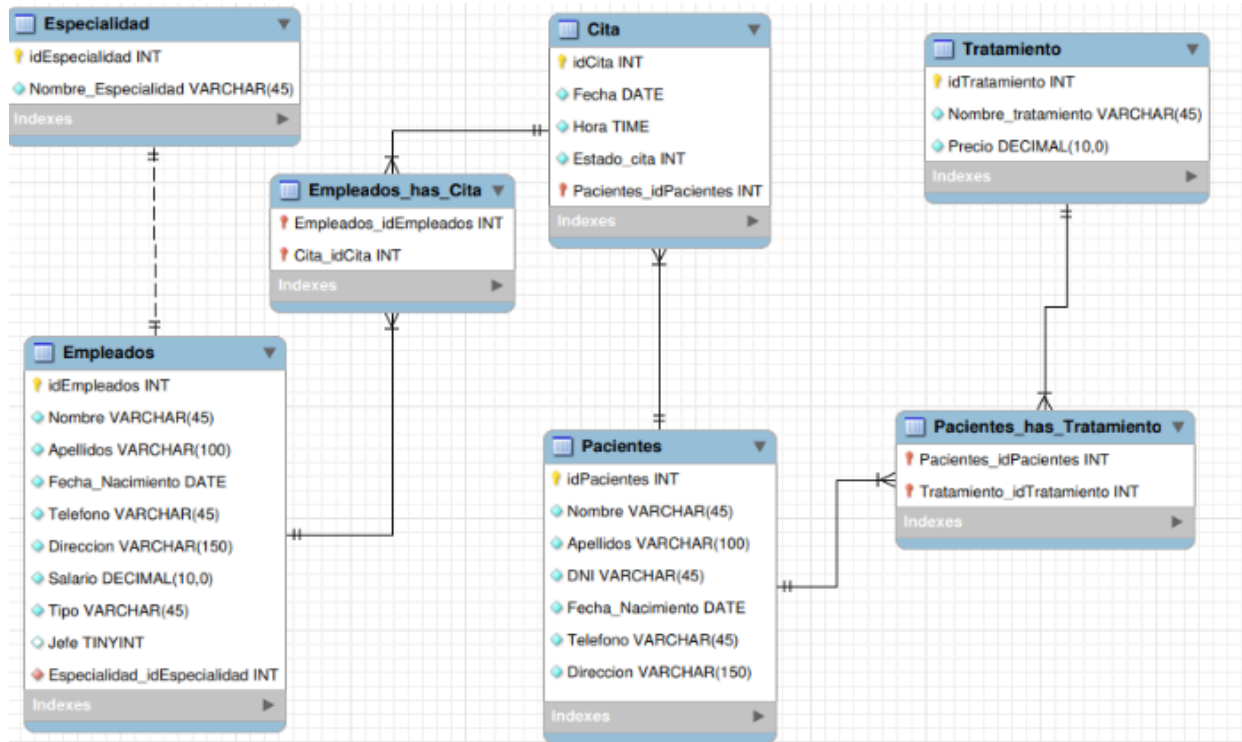 Especialidad
idEspecialidad INT
Nombre_Especialidad VARCHAR(45)
Indexes
Cita
idCita INT
Fecha DATE
Hora TIME
Estado_cita INT
Pacientes_idPacientes INT
Indexes
Tratamiento
idTratamiento INT
Nombre_tratamiento VARCHAR(45)
Precio DECIMAL(10,0)
Indexes
Empleados_has_Cita
Empleados_idEmpleados INT
Cita_idCita INT
Indexes
Empleados
idEmpleados INT
Nombre VARCHAR(45)
Apellidos VARCHAR(100)
Fecha_Nacimiento DATE
Telefono VARCHAR(45)
Direccion VARCHAR(150)
Salario DECIMAL(10,0)
Tipo VARCHAR(45)
Jefe TINYINT
Especialidad_idEspecialidad INT
Indexes
Pacientes
idPacientes INT
Nombre VARCHAR(45)
Apellidos VARCHAR(100)
DNI VARCHAR(45)
Fecha_Nacimiento DATE
Telefono VARCHAR(45)
Direccion VARCHAR(150)
Indexes
Pacientes_has_Tratamiento
Pacientes_idPacientes INT
Tratamiento_idTratamiento INT
Indexes